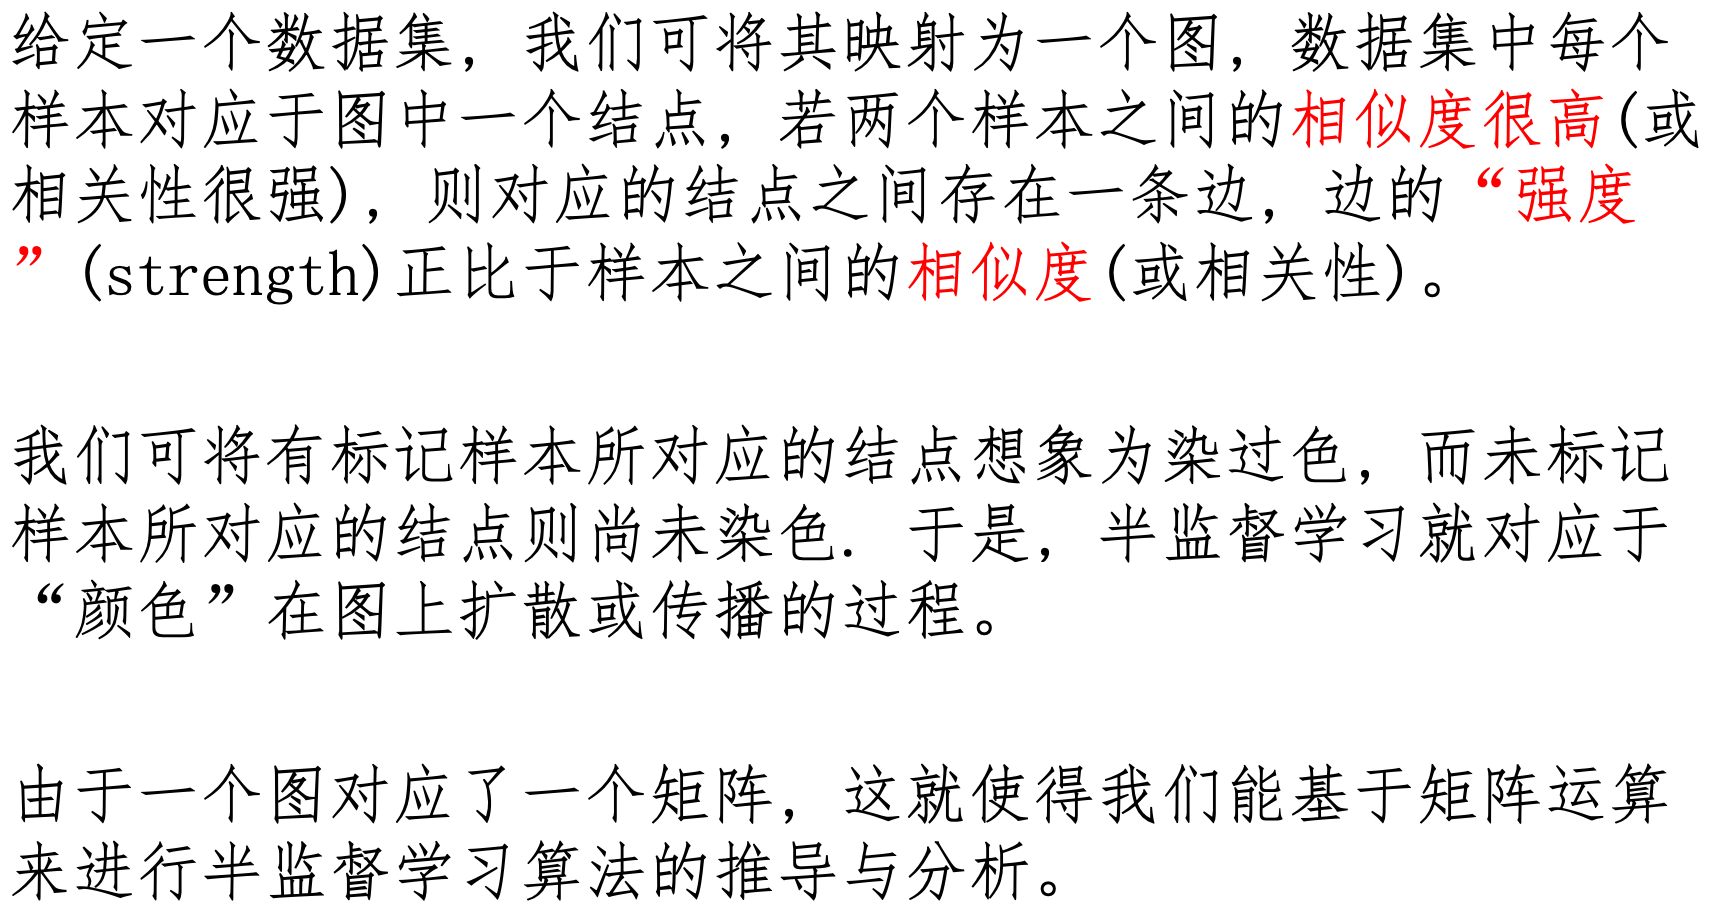 给定一个数据集，我们可将其映射为一个图，数据集中每个
样本对应于图中一个结点，若两个样本之间的相似度很高(或
相关性很强)，则对应的结点之间存在一条边，边的“强度
”(strength)正比于样本之间的相似度(或相关性)。
我们可将有标记样本所对应的结点想象为染过色，而未标记
样本所对应的结点则尚未染色. 于是，半监督学习就对应于
“颜色”在图上扩散或传播的过程。
由于一个图对应了一个矩阵，这就使得我们能基于矩阵运算
来进行半监督学习算法的推导与分析。